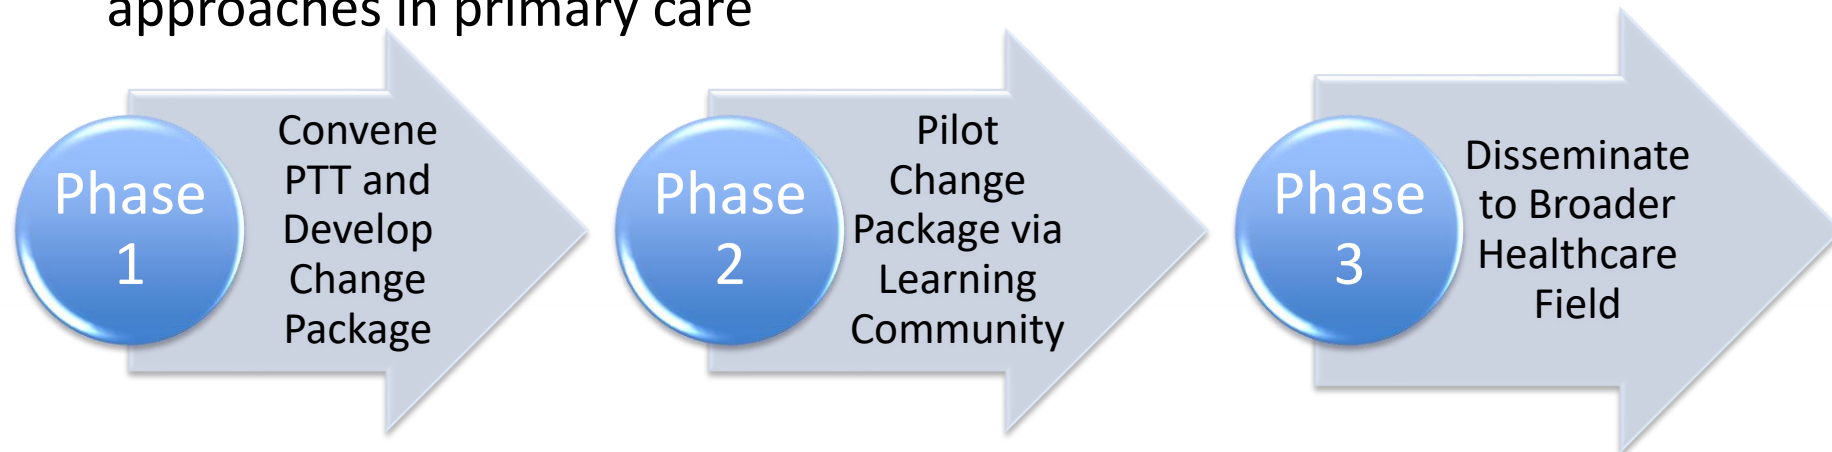 approaches in primary care
Phase
1
Convene
PTT and
Develop
Change
Package
Phase
2
Pilot
Change
Package via
Learning
Community
Phase
3
Disseminate
to Broader
Healthcare
Field